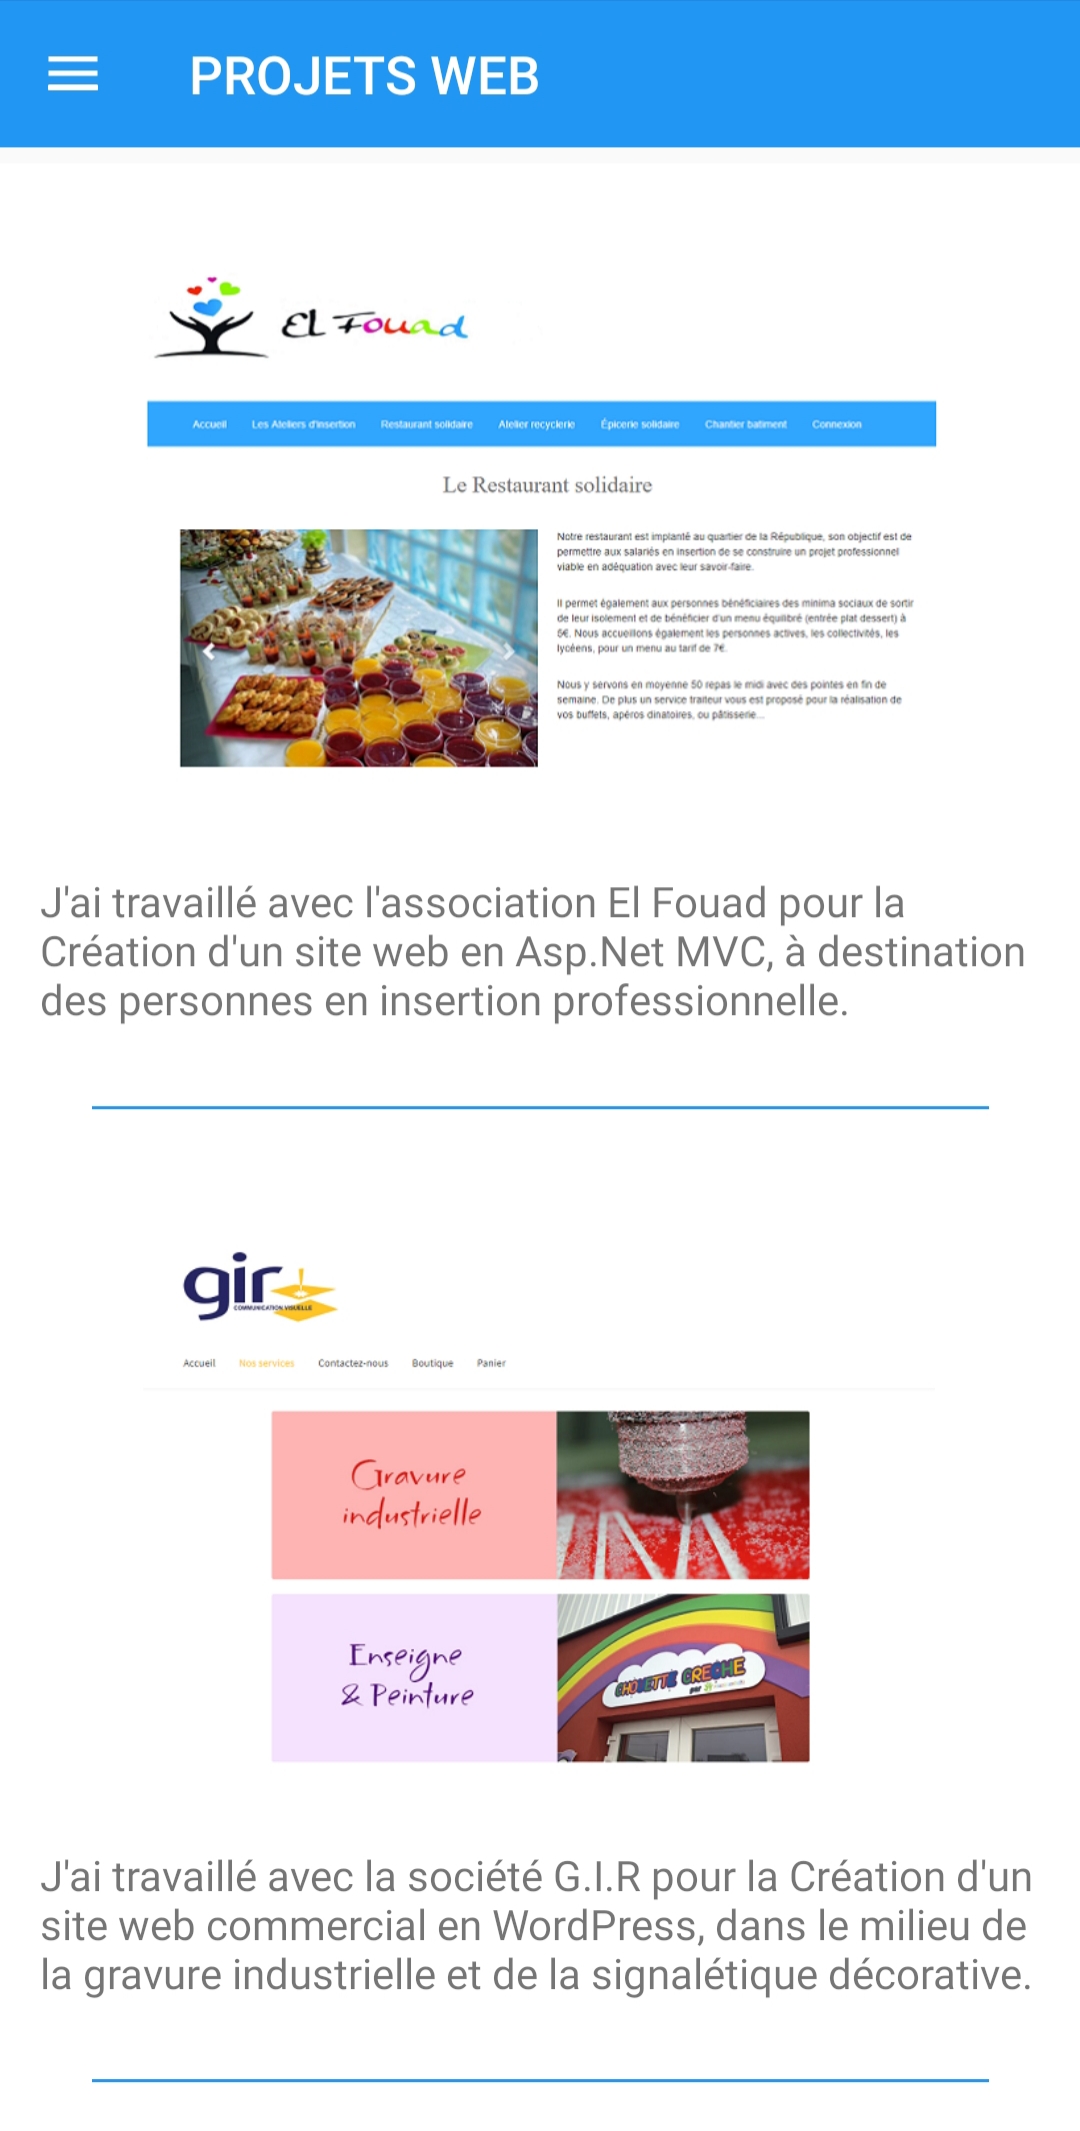 PROJETS WEB
El Fouad
Accueil Les Ateliers d'insertion Restaurant solidaire Atelier recyclerie Épicerie solidaire Chantier batiment Connexion
Le Restaurant solidaire
Notre restaurant est implanté au quartier de la République, son objectif est de
permettre aux salariés en insertion de se construire un projet professionnel
viable en adéquation avec leur savoir-faire.
Il permet également aux personnes bénéficiaires des minima sociaux de sortir
de leur isolement et de bénéficier d'un menu équilibré (entrée plat dessert) à
5€. Nous accueillons également les personnes actives, les collectivités, les
lycéens, pour un menu au tarif de 7€.
Nous y servons en moyenne 50 repas le midi avec des pointes en fin de
semaine. De plus un service traiteur vous est proposé pour la réalisation de
vos buffets, apéros dinatoires, ou pâtisserie...
J'ai travaillé avec l'association El Fouad pour la
Création d'un site web en Asp.Net MVC, à destination
des personnes en insertion professionnelle.
gir
COMMUNICATION VISUELLE
Accueil Nos services Contactez-nous Boutique Panier
Gravure
industrielle
Enseigne
& Peinture
CHOUETTE CRECHE
par
J'ai travaillé avec la société G.I.R pour la Création d'un
site web commercial en WordPress, dans le milieu de
la gravure industrielle et de la signalétique décorative.